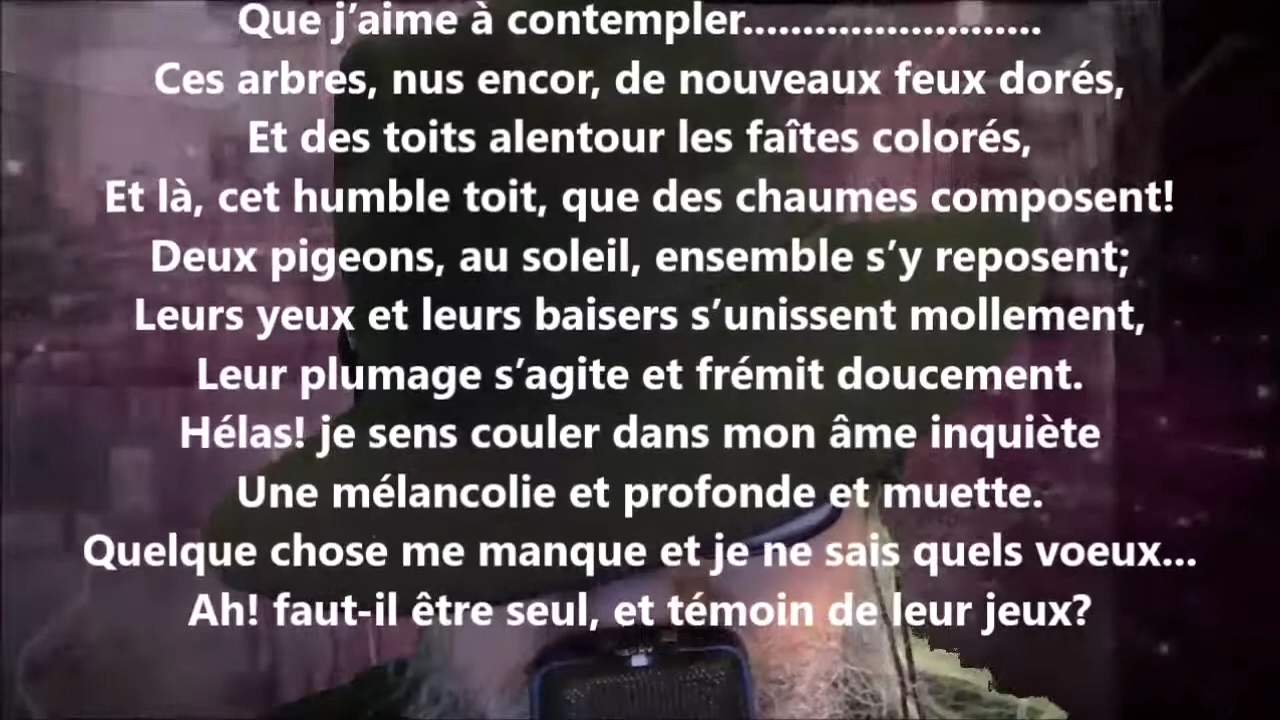 Que j’aime à contempler.........................
Ces arbres, nus encor, de nouveaux feux dorés,
Et des toits alentour les faîtes colorés,
Et là, cet humble toit, que des chaumes composent!
Deux pigeons, au soleil, ensemble s’y reposent;
Leurs yeux et leurs baisers s’unissent mollement,
Leur plumage s’agite et frémit doucement.
Hélas! je sens couler dans mon âme inquiète
Une mélancolie et profonde et muette.
Quelque chose me manque et je ne sais quels voeux...
Ah! faut-il être seul, et témoin de leur jeux?